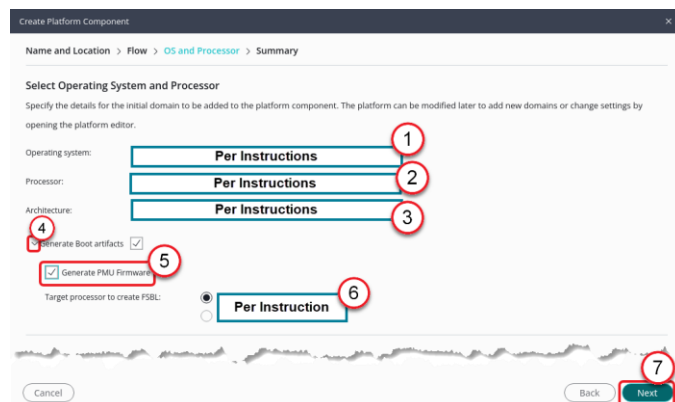 Create Platform Component
Name and Location > Flow > OS and Processor > Summary
Select Operating System and Processor
Specify the details for the initial domain to be added to the platform component. The platform can be modified later to add new domains or change settings by
opening the platform editor.
1
Operating system: Per Instructions
2
Processor: Per Instructions
Architecture: Per Instructions
3
4
Generate Boot artifacts
5
Generate PMU Firmware
6
Target processor to create FSBL:
Per Instruction
7
Cancel Back Next